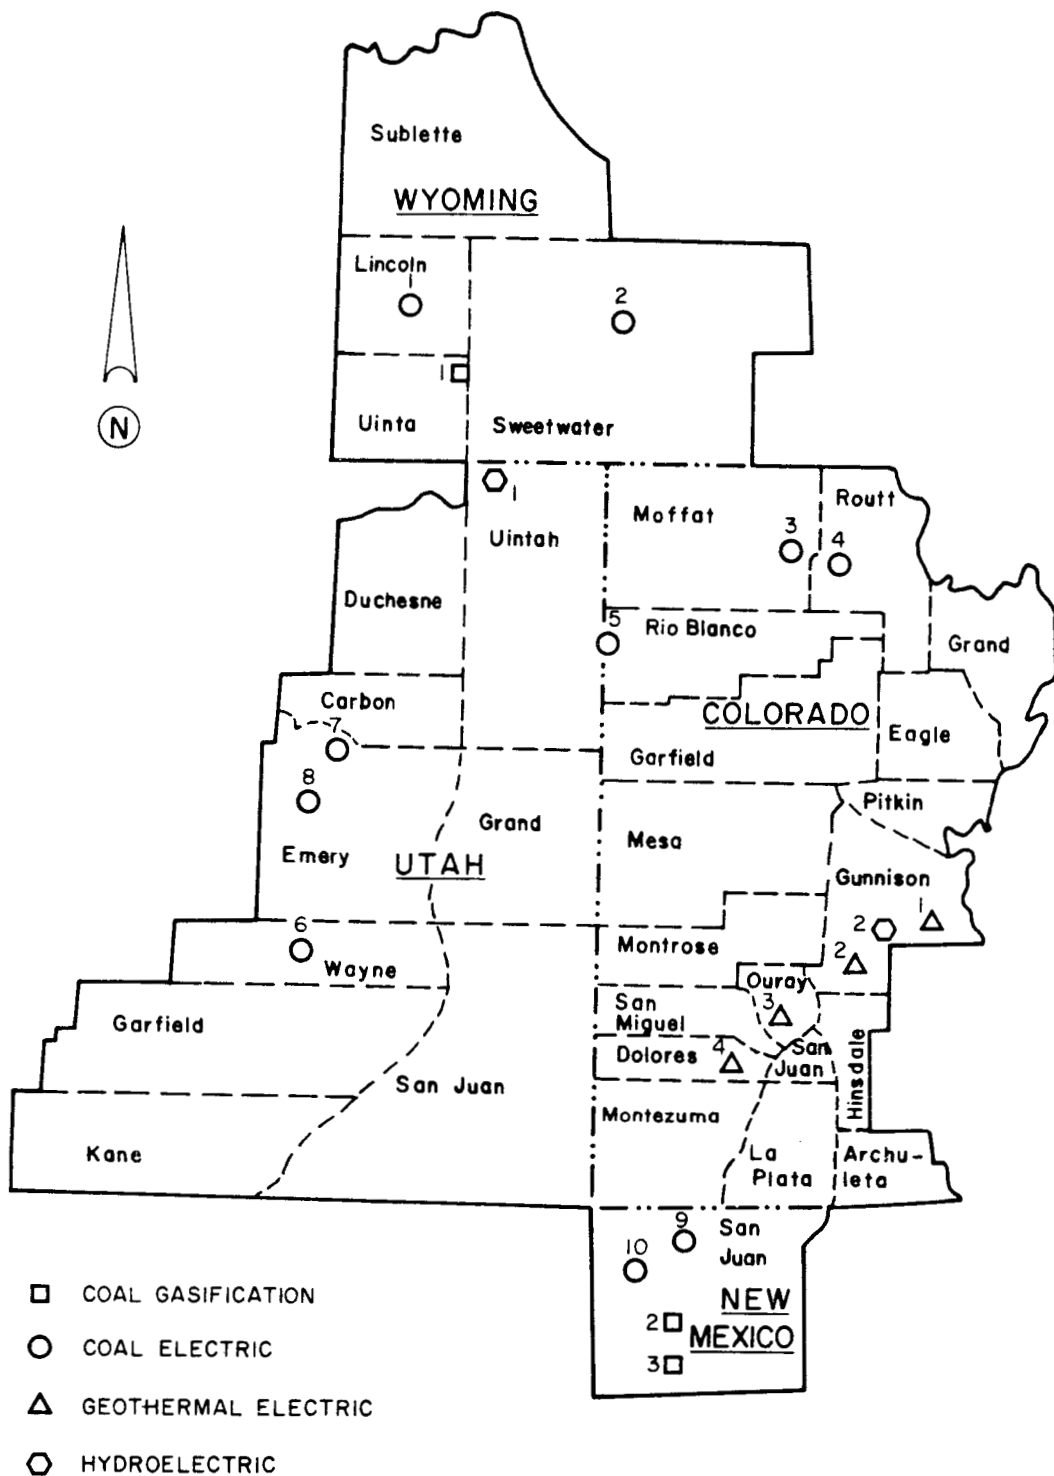 Sublette
WYOMING
Lincoln
1
2
1
Uinta
Sweetwater
N
1
Uintah
Moffat
3
4
Routt
Duchesne
5
Rio Blanco
Grand
Carbon
7
COLORADO
Eagle
Garfield
8
Pitkin
Grand
Mesa
Emery
UTAH
Gunnison
1
2
6
Wayne
Montrose
2
Ouray
Garfield
San
Miguel
3
Dolores
4
San
Juan
Hinsdale
San Juan
Montezuma
Kane
La
Plata
Archu-
leta
9
San
Juan
10
NEW
MEXICO
2
3
COAL GASIFICATION
COAL ELECTRIC
GEOTHERMAL ELECTRIC
HYDROELECTRIC